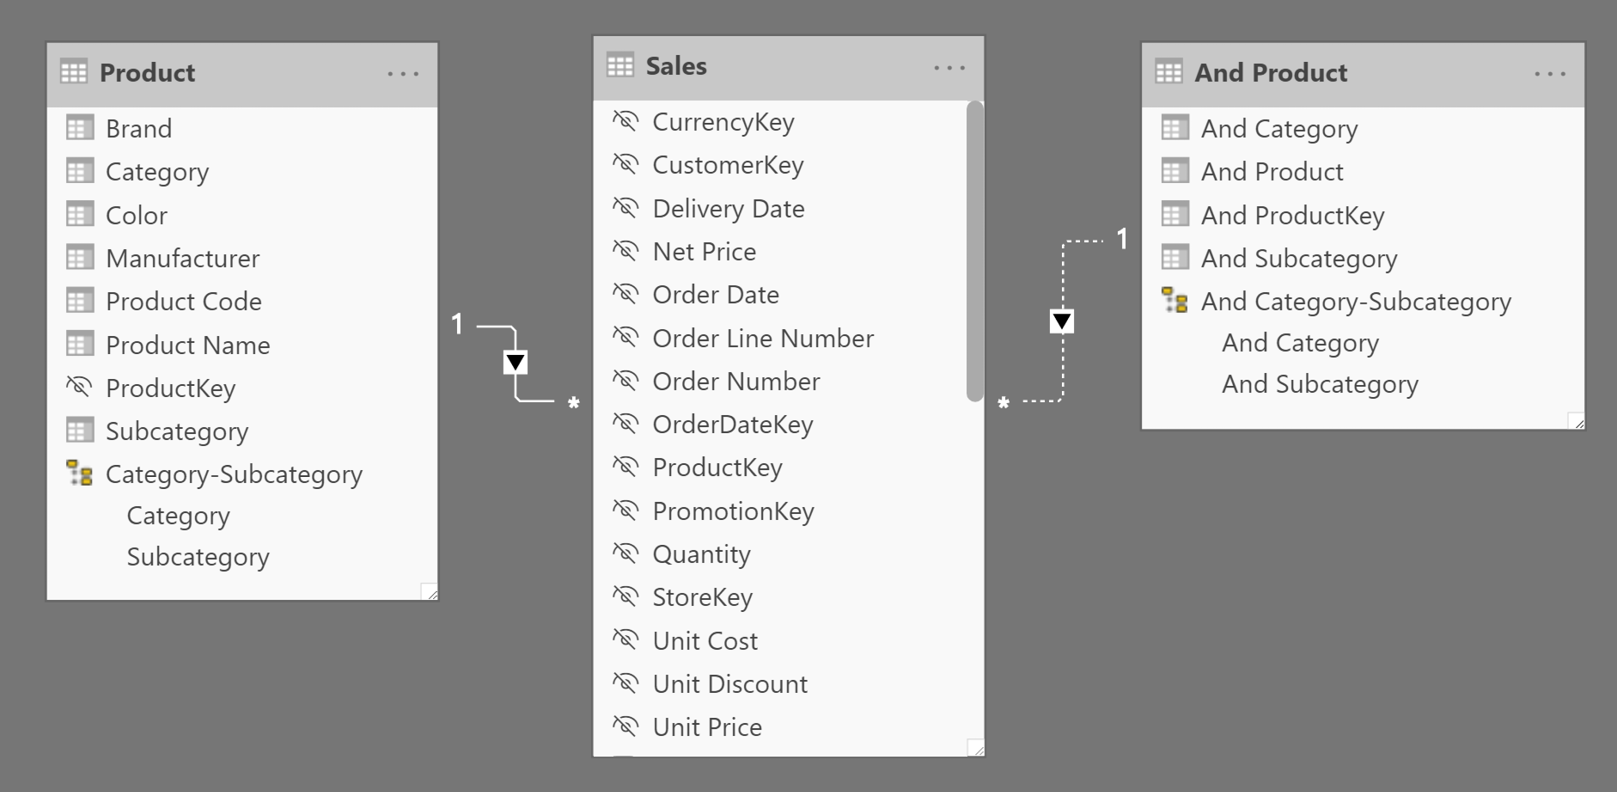 Product
Brand
Category
Color
Manufacturer
Product Code
Product Name
ProductKey
Subcategory
Category-Subcategory
Category
Subcategory
1
*
Sales
CurrencyKey
CustomerKey
Delivery Date
Net Price
Order Date
Order Line Number
Order Number
OrderDateKey
ProductKey
PromotionKey
Quantity
StoreKey
Unit Cost
Unit Discount
Unit Price
*
1
And Product
And Category
And Product
And ProductKey
And Subcategory
And Category-Subcategory
And Category
And Subcategory